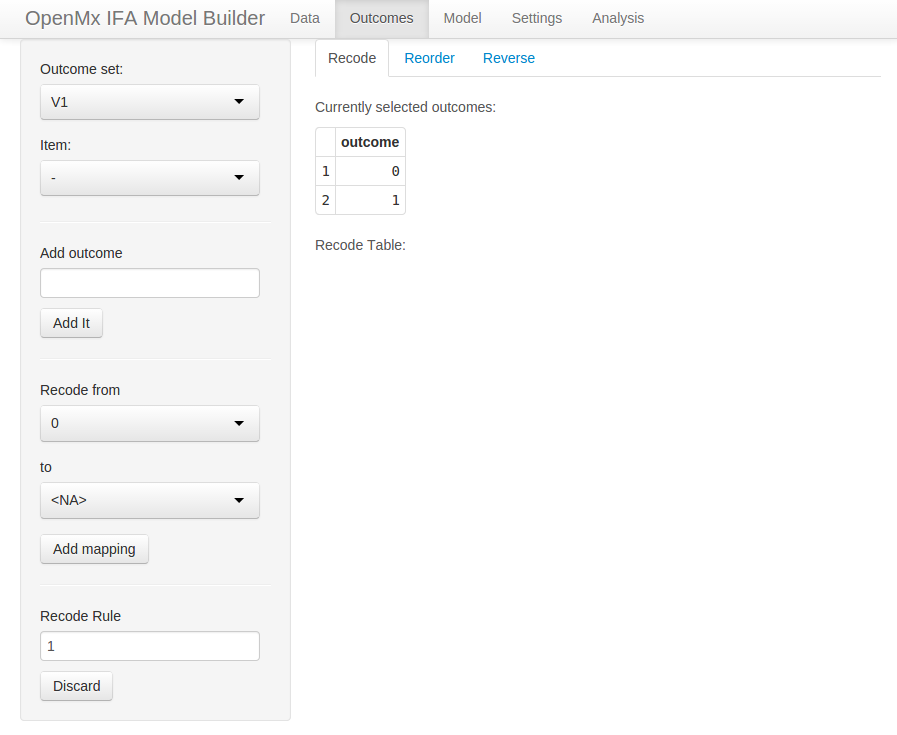 OpenMx IFA Model Builder Data Outcomes Model Settings Analysis
Outcome set:
V1
Item:
-
Add outcome
Add It
Recode from
0
to
<NA>
Add mapping
Recode Rule
1
Discard
Recode Reorder Reverse
Currently selected outcomes:
outcome
1 0
2 1
Recode Table: